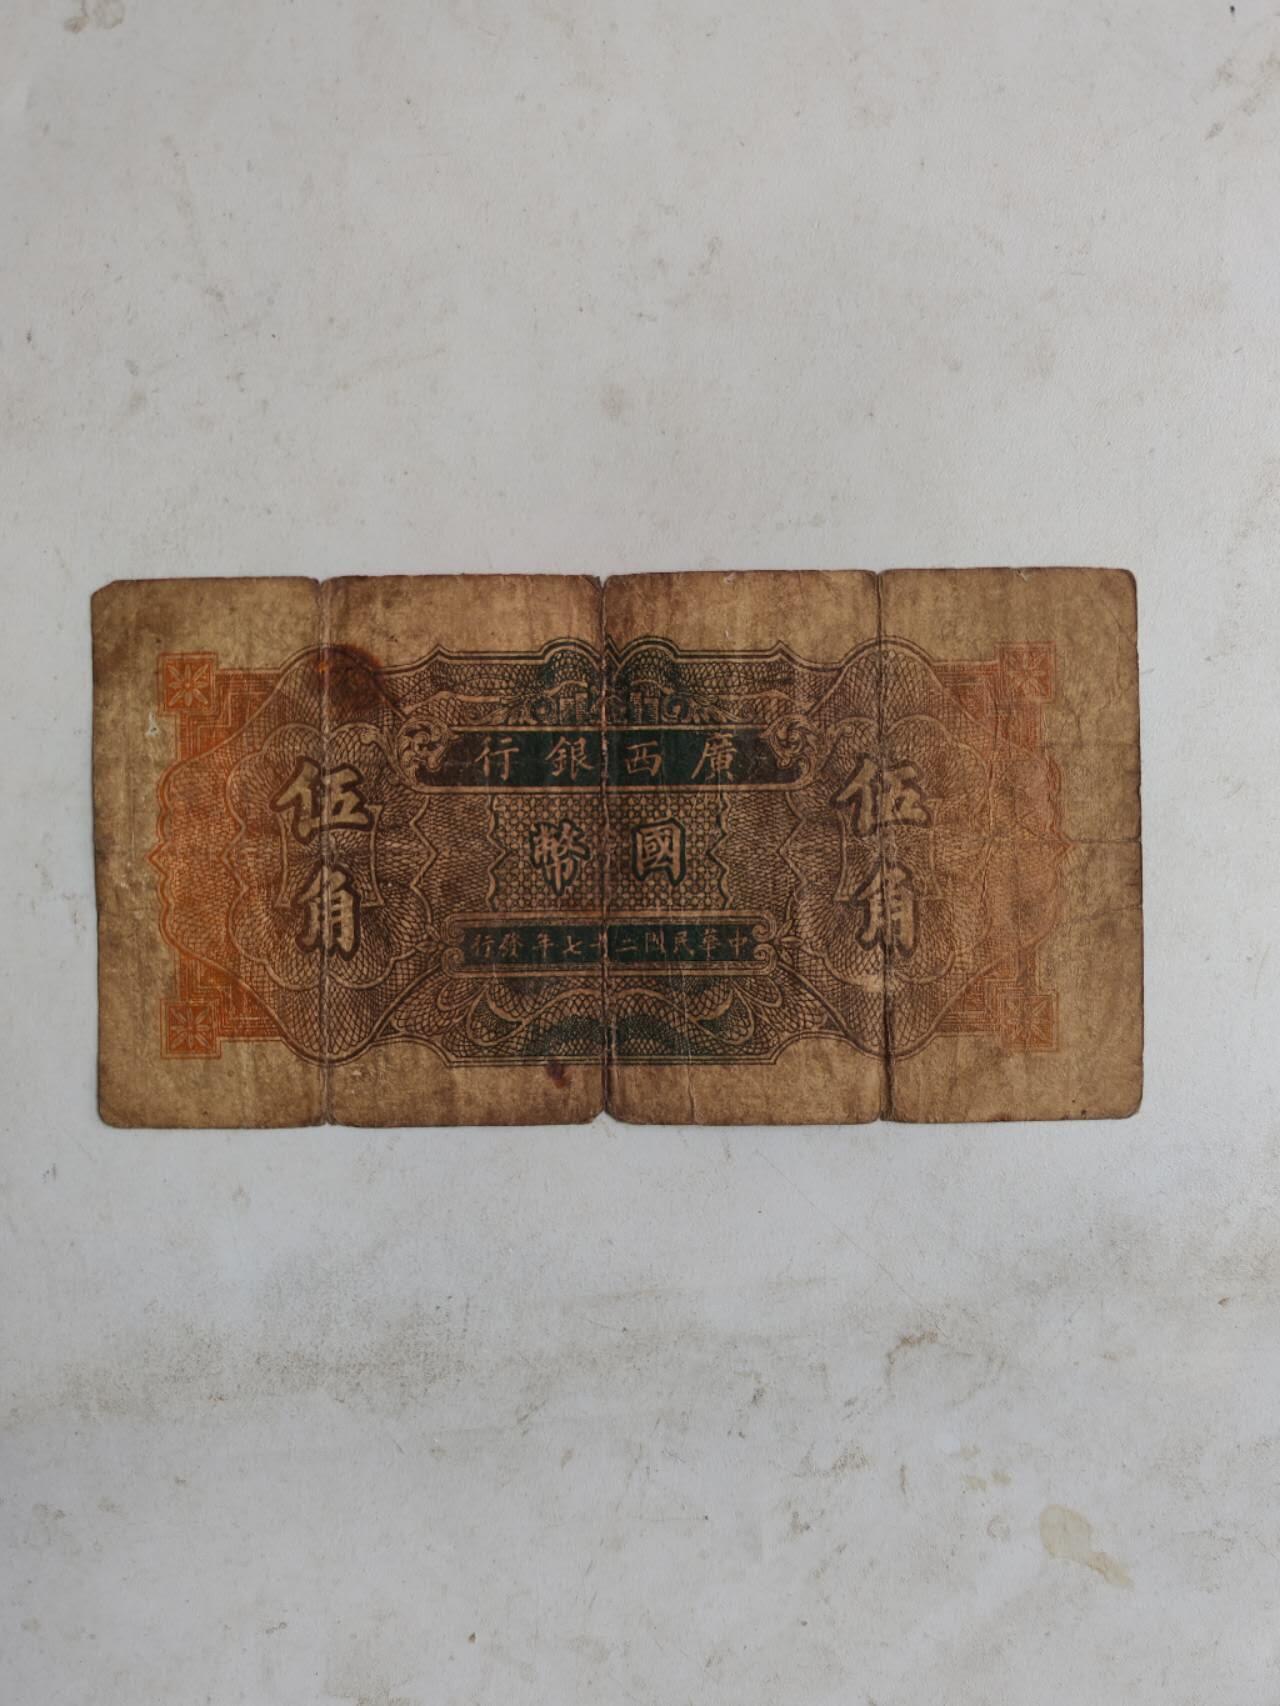 廣西銀行
國幣
伍角
伍角
中華民國二十七年發行